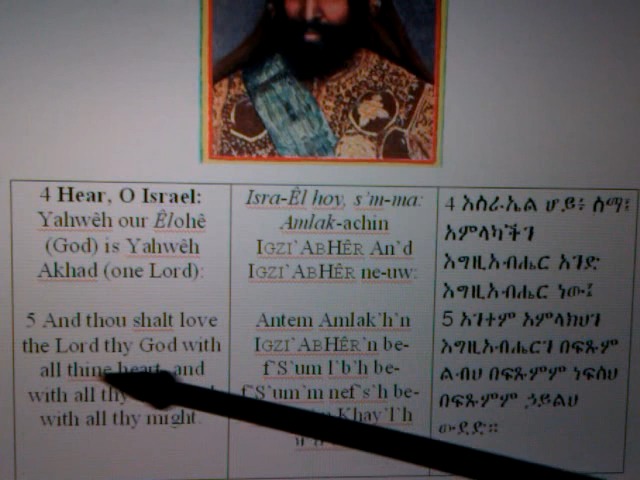 4 Hear, O Israel:
Yahwêh our Êlohê
(God) is Yahwêh
Akhad (one Lord):
5 And thou shalt love
the Lord thy God with
all thine heart, and
with all thy
with all thy might.
Isra-Êl hoy, s'm-ma:
Amlak-achin
IGZI'ABHÊR An'd
IGZI'ABHÊR ne-uw:
Antem Amlak'h'n
IGZI'ABHÊR'n be-
f'S'um l'b'h be-
f'S'um'm nef's'h be-
Khay'l'h
4 እስራኤል ሆይ፥ ስማ፤
አምላካችን
እግዚአብሔር አንድ
እግዚአብሔር ነው፤
5 አንተም አምላክህን
እግዚአብሔርን በፍጹም
ልብህ በፍጹምም ነፍስህ
በፍጹምም ኃይልህ
ውደድ።